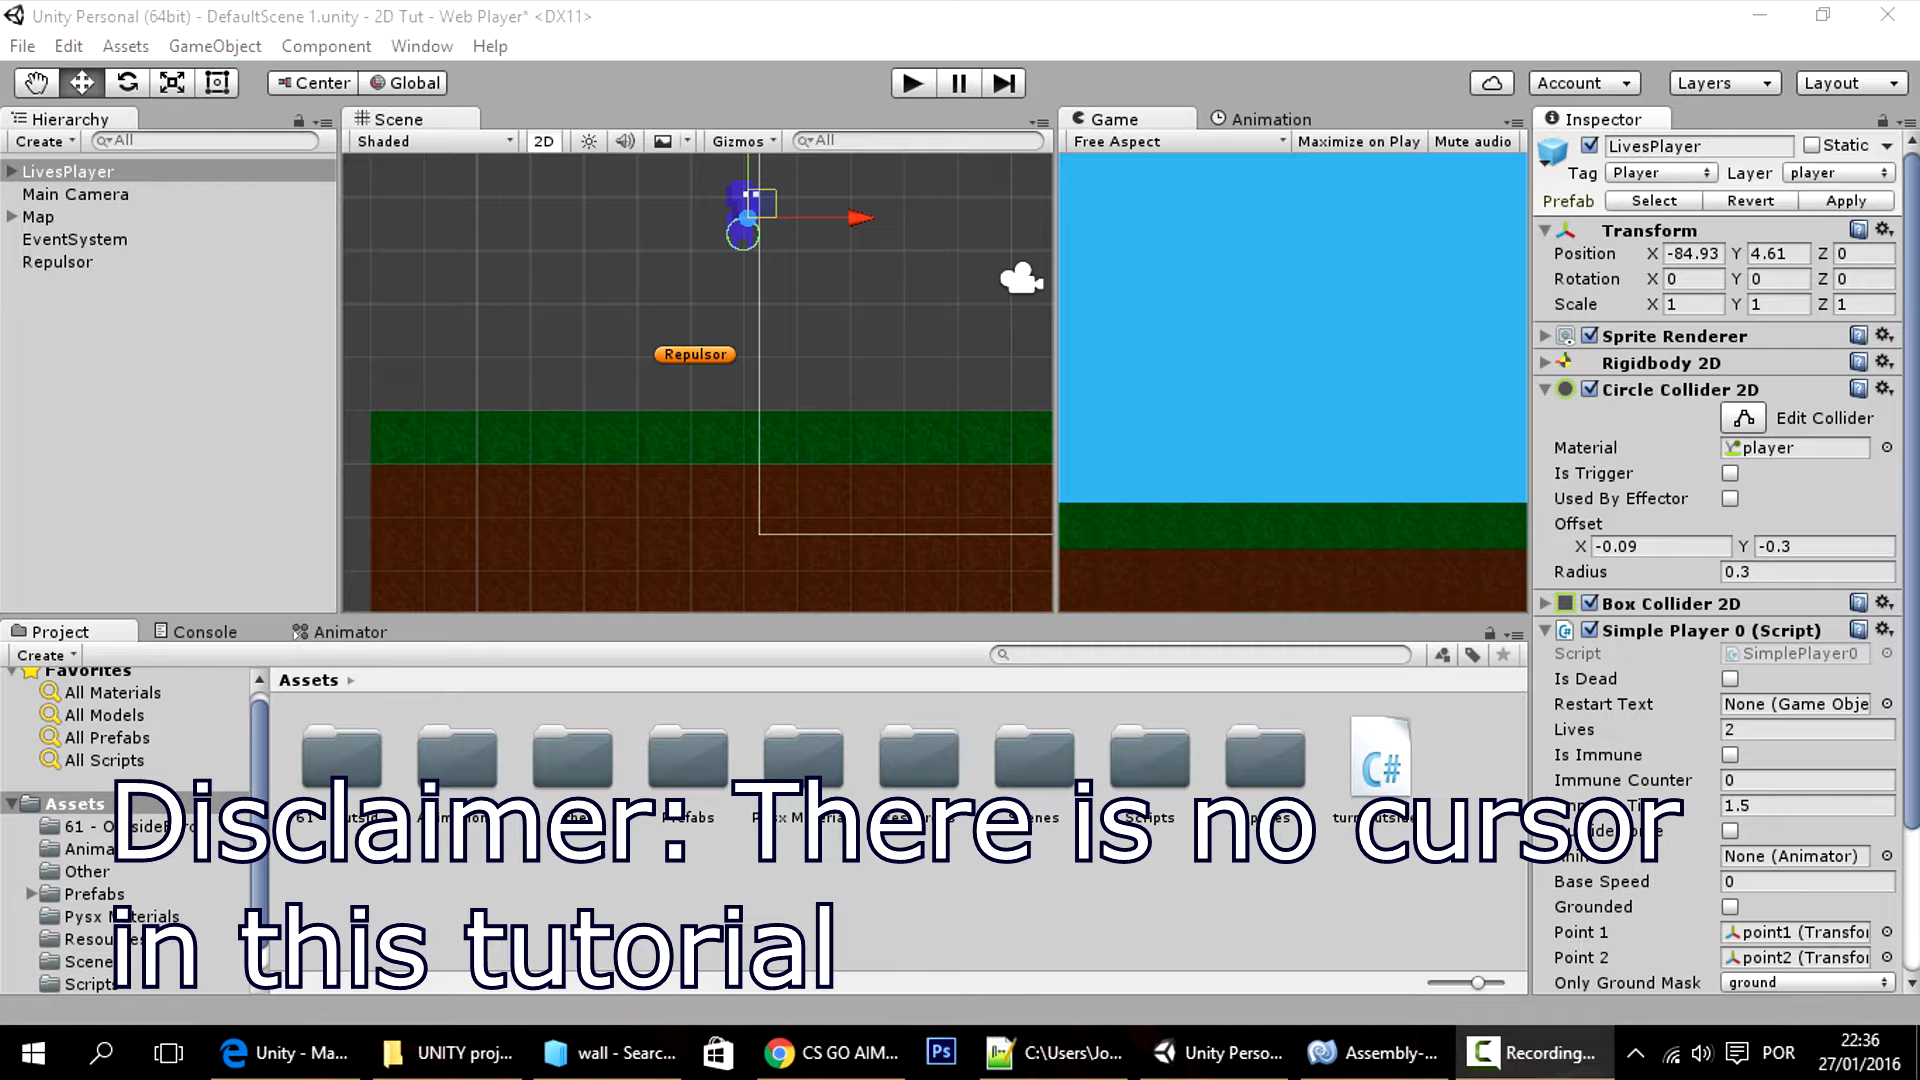 Unity Personal (64bit) - DefaultScene 1.unity - 2D Tut - Web Player* <DX11>
File Edit Assets GameObject Component Window Help
Center Global Account Layers Layout
Hierarchy
Create All
LivesPlayer
Main Camera
Map
EventSystem
Repulsor
Scene
Shaded 2D Gizmos All
Repulsor
Game Animation
Free Aspect Maximize on Play Mute audio
Inspector
LivesPlayer Static
Tag Player Layer player
Prefab Select Revert Apply
Transform
Position X -84.93 Y 4.61 Z 0
Rotation X 0 Y 0 Z 0
Scale X 1 Y 1 Z 1
Sprite Renderer
Rigidbody 2D
Circle Collider 2D
Edit Collider
Material player
Is Trigger
Used By Effector
Offset
X -0.09 Y -0.3
Radius 0.3
Box Collider 2D
Simple Player 0 (Script)
Script SimplePlayer0
Is Dead
Restart Text None (Game Obje
Lives 2
Is Immune
Immune Counter 0
1.5
None (Animator)
Base Speed 0
Grounded
Point 1 point1 (Transfor
Point 2 point2 (Transfor
Only Ground Mask ground
Project Console Animator
Create
Favorites
All Materials
All Models
All Prefabs
All Scripts
Assets
61 - O
Anima
Other
Prefabs
Pysx Materials
Resou
Scene
Scripts
Assets
C#
Prefabs
Scripts
Disclaimer: There is no cursor
in this tutorial
Unity - Ma... UNITY proj... wall - Searc... CS GO AIM... Ps C:\Users\Jo... Unity Perso... Assembly-... Recording... POR 22:36
27/01/2016